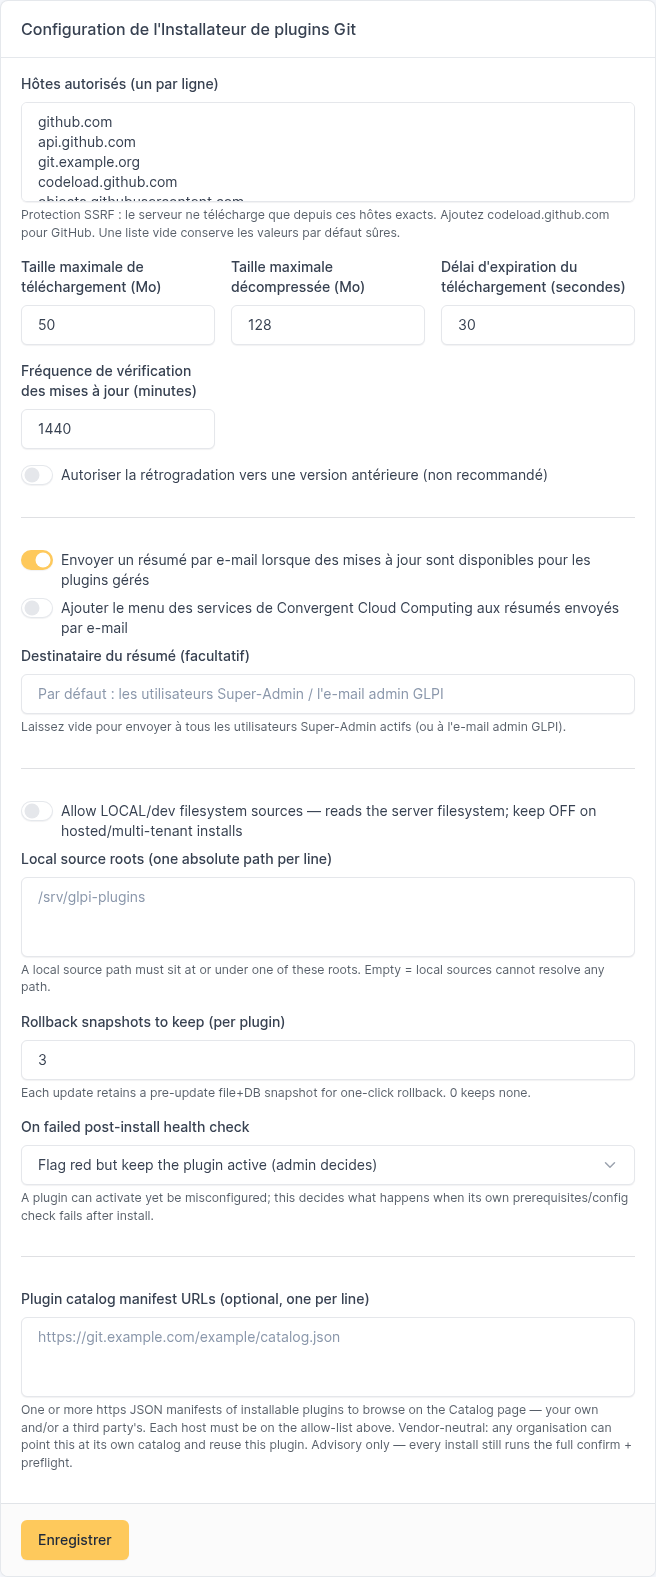 Configuration de l'Installateur de plugins Git
Hôtes autorisés (un par ligne)
github.com
api.github.com
git.example.org
codeload.github.com
objects.githubusercontent.com
Protection SSRF : le serveur ne télécharge que depuis ces hôtes exacts. Ajoutez codeload.github.com
pour GitHub. Une liste vide conserve les valeurs par défaut sûres.
Taille maximale de
téléchargement (Mo)
50
Taille maximale
décompressée (Mo)
128
Délai d'expiration du
téléchargement (secondes)
30
Fréquence de vérification
des mises à jour (minutes)
1440
Autoriser la rétrogradation vers une version antérieure (non recommandé)
Envoyer un résumé par e-mail lorsque des mises à jour sont disponibles pour les
plugins gérés
Ajouter le menu des services de Convergent Cloud Computing aux résumés envoyés
par e-mail
Destinataire du résumé (facultatif)
Par défaut : les utilisateurs Super-Admin / l'e-mail admin GLPI
Laissez vide pour envoyer à tous les utilisateurs Super-Admin actifs (ou à l'e-mail admin GLPI).
Allow LOCAL/dev filesystem sources — reads the server filesystem; keep OFF on
hosted/multi-tenant installs
Local source roots (one absolute path per line)
/srv/glpi-plugins
A local source path must sit at or under one of these roots. Empty = local sources cannot resolve any
path.
Rollback snapshots to keep (per plugin)
3
Each update retains a pre-update file+DB snapshot for one-click rollback. 0 keeps none.
On failed post-install health check
Flag red but keep the plugin active (admin decides)
A plugin can activate yet be misconfigured; this decides what happens when its own prerequisites/config
check fails after install.
Plugin catalog manifest URLs (optional, one per line)
https://git.example.com/example/catalog.json
One or more https JSON manifests of installable plugins to browse on the Catalog page — your own
and/or a third party's. Each host must be on the allow-list above. Vendor-neutral: any organisation can
point this at its own catalog and reuse this plugin. Advisory only — every install still runs the full confirm +
preflight.
Enregistrer